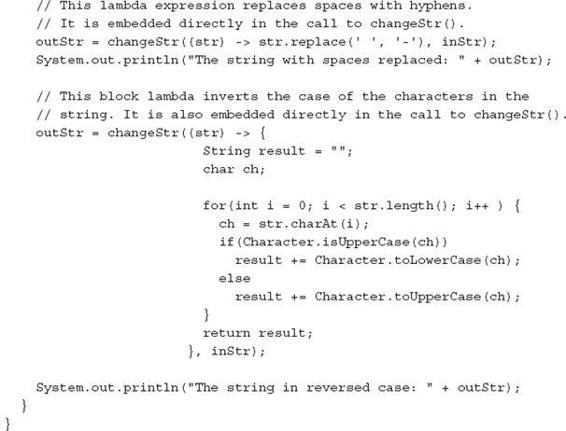 // This lambda expression replaces spaces with hyphens.
// It is embedded directly in the call to changeStr().
outStr = changeStr((str) -> str.replace(' ', '-'), inStr);
System.out.println("The string with spaces replaced: " + outStr);

// This block lambda inverts the case of the characters in the
// string. It is also embedded directly in the call to changeStr().
outStr = changeStr((str) -> {
String result = "";
char ch;

for(int i = 0; i < str.length(); i++ ) {
ch = str.charAt(i);
if(Character.isUpperCase(ch))
result += Character.toLowerCase(ch);
else
result += Character.toUpperCase(ch);
}
return result;
}, inStr);

System.out.println("The string in reversed case: " + outStr);
}
}